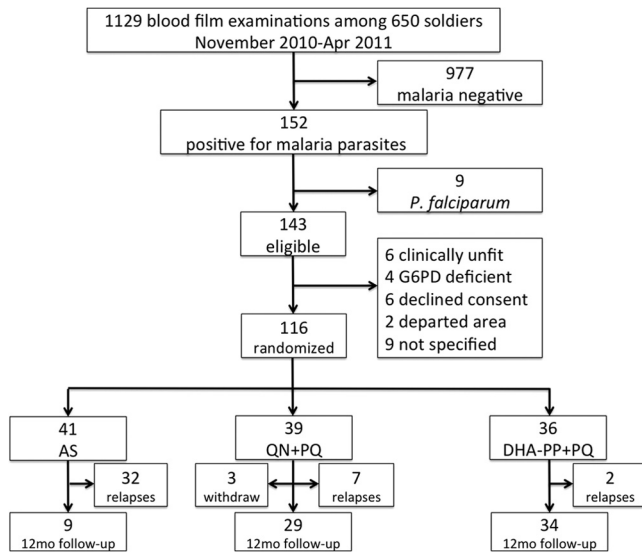 1129 blood film examinations among 650 soldiers
November 2010-Apr 2011
977
malaria negative
152
positive for malaria parasites
9
P. falciparum
143
eligible
6 clinically unfit
4 G6PD deficient
6 declined consent
2 departed area
9 not specified
116
randomized
41
AS
32
relapses
9
12mo follow-up
39
QN+PQ
3
withdraw
7
relapses
29
12mo follow-up
36
DHA-PP+PQ
2
relapses
34
12mo follow-up